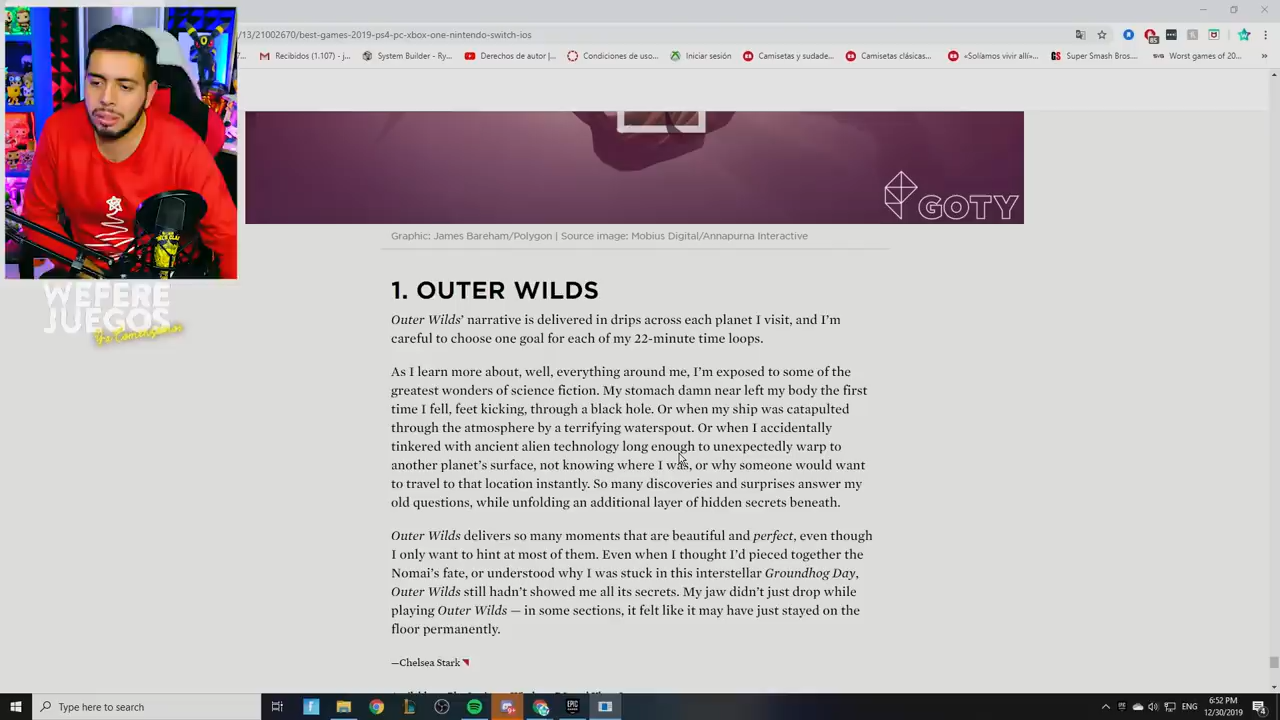 /13/21002670/best-games-2019-ps4-pc-xbox-one-nintendo-switch-ios
Recibidos (1.107) - j...
System Builder - Ry...
Derechos de autor |...
Condiciones de uso...
Iniciar sesión
Camisetas y sudade...
Camisetas clásicas...
«Solíamos vivir allí»...
Super Smash Bros....
Worst games of 20...
GOTY
Graphic: James Bareham/Polygon | Source image: Mobius Digital/Annapurna Interactive
WEFERE
JUEGOS
Ya Comenzamos
1. OUTER WILDS
Outer Wilds’ narrative is delivered in drips across each planet I visit, and I’m
careful to choose one goal for each of my 22-minute time loops.
As I learn more about, well, everything around me, I’m exposed to some of the
greatest wonders of science fiction. My stomach damn near left my body the first
time I fell, feet kicking, through a black hole. Or when my ship was catapulted
through the atmosphere by a terrifying waterspout. Or when I accidentally
tinkered with ancient alien technology long enough to unexpectedly warp to
another planet’s surface, not knowing where I was, or why someone would want
to travel to that location instantly. So many discoveries and surprises answer my
old questions, while unfolding an additional layer of hidden secrets beneath.
Outer Wilds delivers so many moments that are beautiful and perfect, even though
I only want to hint at most of them. Even when I thought I’d pieced together the
Nomai’s fate, or understood why I was stuck in this interstellar Groundhog Day,
Outer Wilds still hadn’t showed me all its secrets. My jaw didn’t just drop while
playing Outer Wilds — in some sections, it felt like it may have just stayed on the
floor permanently.
—Chelsea Stark
Type here to search
ENG
6:52 PM
12/30/2019